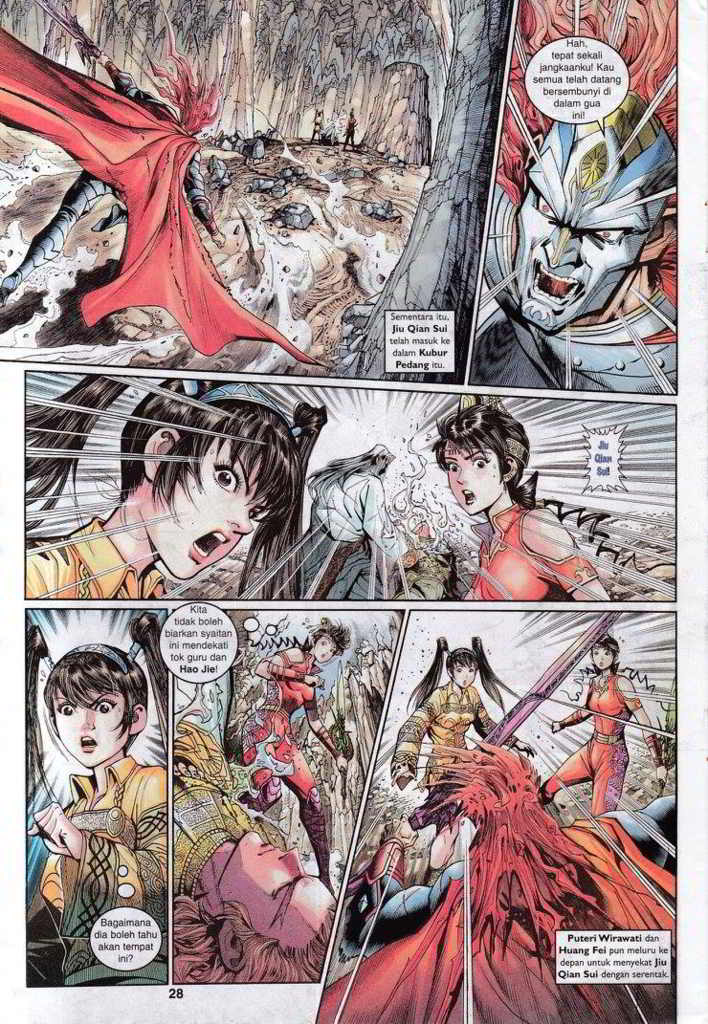 Sementara itu,
Jiu Qian Sui
telah masuk ke
dalam Kubur
Pedang itu.
Hah,
tepat sekali
jangkaanku! Kau
semua telah datang
bersembunyi di
dalam gua
ini!
Jiu
Qian
Sui!
Bagaimana
dia boleh tahu
akan tempat
ini?
Kita
tidak boleh
biarkan syaitan
ini mendekati
tok guru dan
Hao Jie!
Puteri Wirawati dan
Huang Fei pun meluru ke
depan untuk menyekat Jiu
Qian Sui dengan serentak.
28